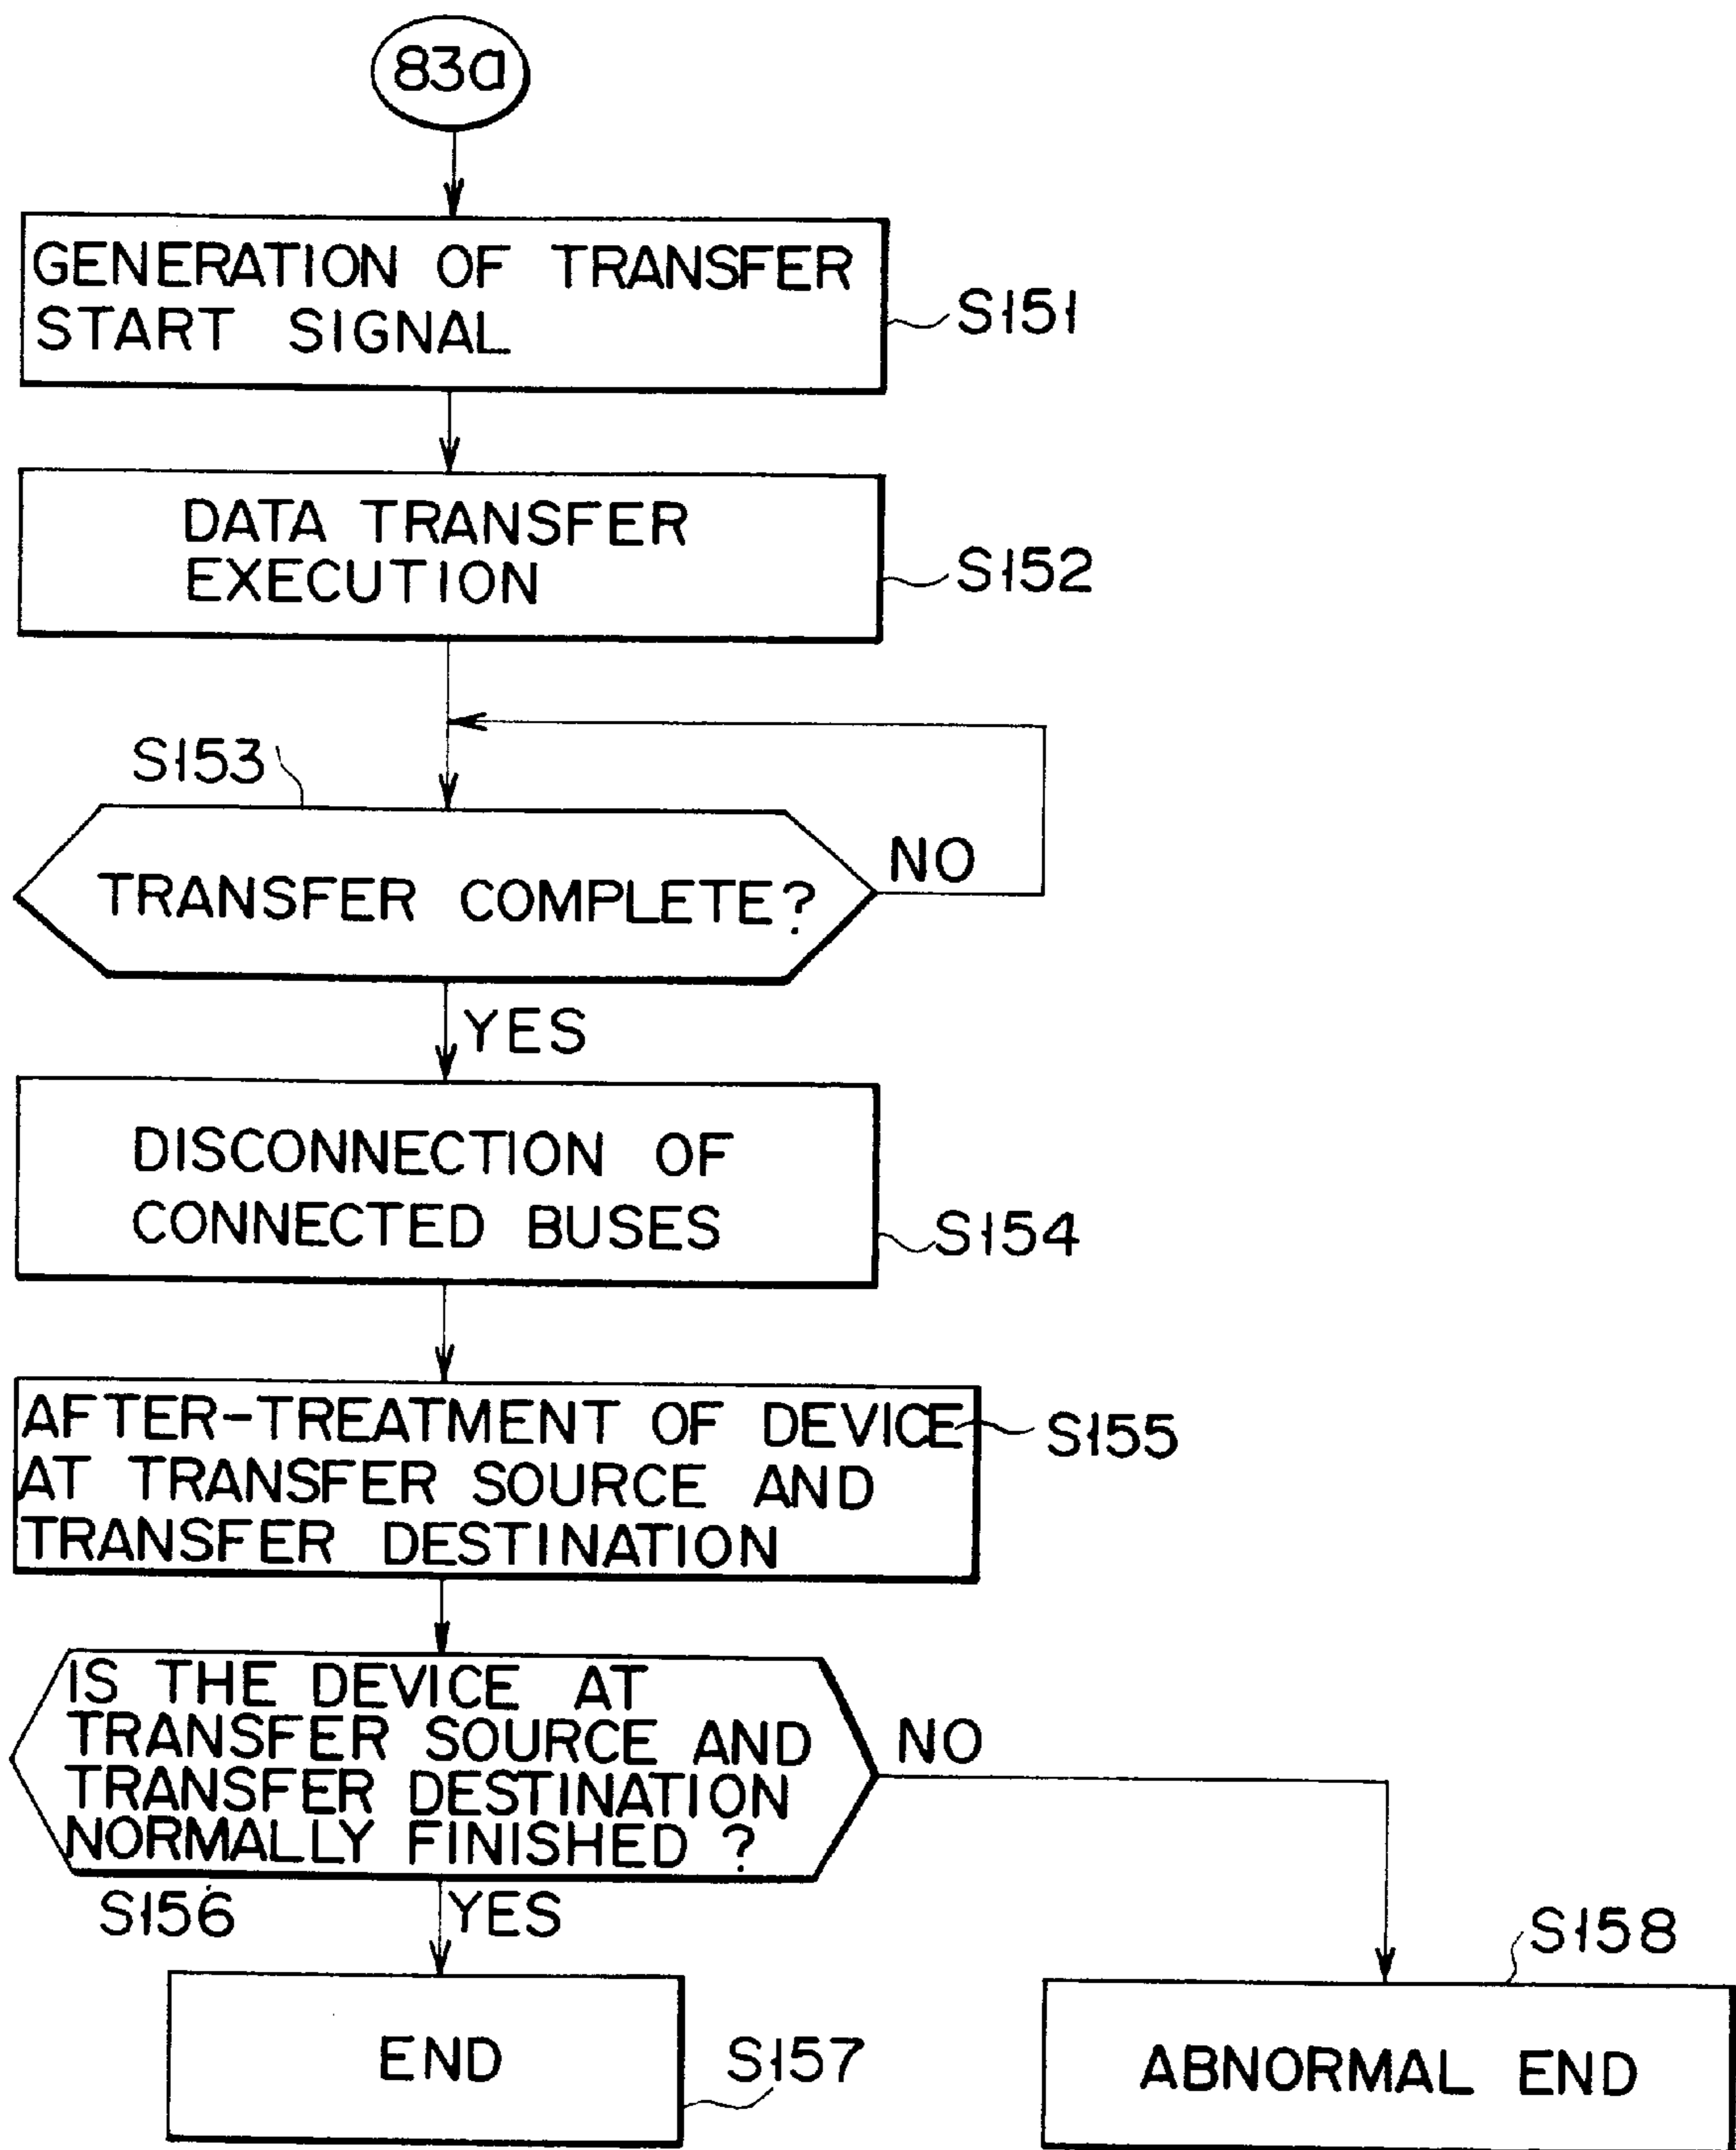 83a
GENERATION OF TRANSFER
START SIGNAL
S151
DATA TRANSFER
EXECUTION
S152
S153
TRANSFER COMPLETE?
NO
YES
DISCONNECTION OF
CONNECTED BUSES
S154
AFTER-TREATMENT OF DEVICE
AT TRANSFER SOURCE AND
TRANSFER DESTINATION
S155
IS THE DEVICE AT
TRANSFER SOURCE AND
TRANSFER DESTINATION
NORMALLY FINISHED ?
NO
S156
YES
END
S157
S158
ABNORMAL END